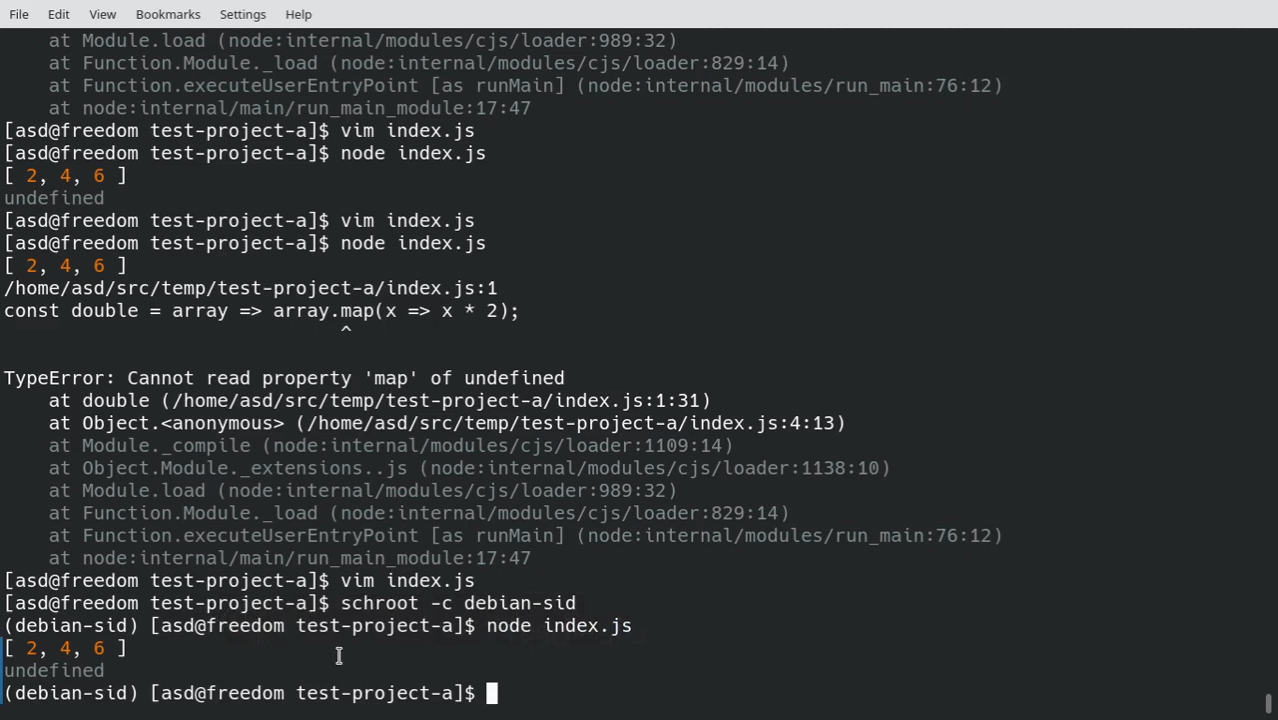 File Edit View Bookmarks Settings Help
    at Module.load (node:internal/modules/cjs/loader:989:32)
    at Function.Module._load (node:internal/modules/cjs/loader:829:14)
    at Function.executeUserEntryPoint [as runMain] (node:internal/modules/run_main:76:12)
    at node:internal/main/run_main_module:17:47
[asd@freedom test-project-a]$ vim index.js
[asd@freedom test-project-a]$ node index.js
[ 2, 4, 6 ]
undefined
[asd@freedom test-project-a]$ vim index.js
[asd@freedom test-project-a]$ node index.js
[ 2, 4, 6 ]
/home/asd/src/temp/test-project-a/index.js:1
const double = array => array.map(x => x * 2);
                              ^
TypeError: Cannot read property 'map' of undefined
    at double (/home/asd/src/temp/test-project-a/index.js:1:31)
    at Object.<anonymous> (/home/asd/src/temp/test-project-a/index.js:4:13)
    at Module._compile (node:internal/modules/cjs/loader:1109:14)
    at Object.Module._extensions..js (node:internal/modules/cjs/loader:1138:10)
    at Module.load (node:internal/modules/cjs/loader:989:32)
    at Function.Module._load (node:internal/modules/cjs/loader:829:14)
    at Function.executeUserEntryPoint [as runMain] (node:internal/modules/run_main:76:12)
    at node:internal/main/run_main_module:17:47
[asd@freedom test-project-a]$ vim index.js
[asd@freedom test-project-a]$ schroot -c debian-sid
(debian-sid) [asd@freedom test-project-a]$ node index.js
[ 2, 4, 6 ]
undefined
(debian-sid) [asd@freedom test-project-a]$